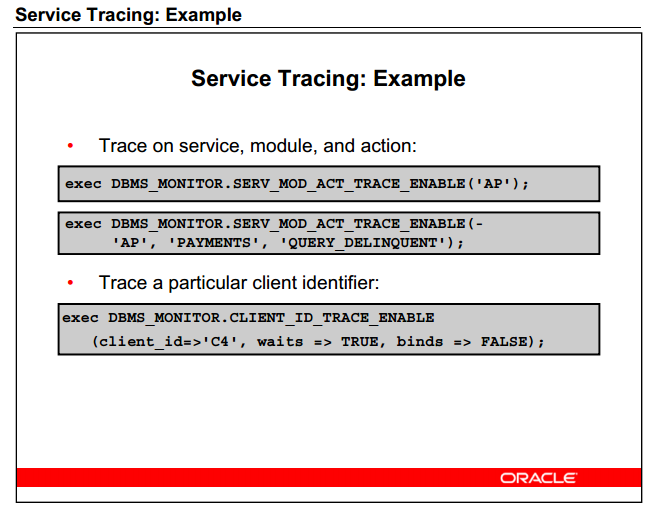 Service Tracing: Example
Service Tracing: Example
• Trace on service, module, and action:
exec DBMS_MONITOR.SERV_MOD_ACT_TRACE_ENABLE('AP');
exec DBMS_MONITOR.SERV_MOD_ACT_TRACE_ENABLE(-
'AP', 'PAYMENTS', 'QUERY_DELINQUENT');
• Trace a particular client identifier:
exec DBMS_MONITOR.CLIENT_ID_TRACE_ENABLE
(client_id=>'C4', waits => TRUE, binds => FALSE);
ORACLE